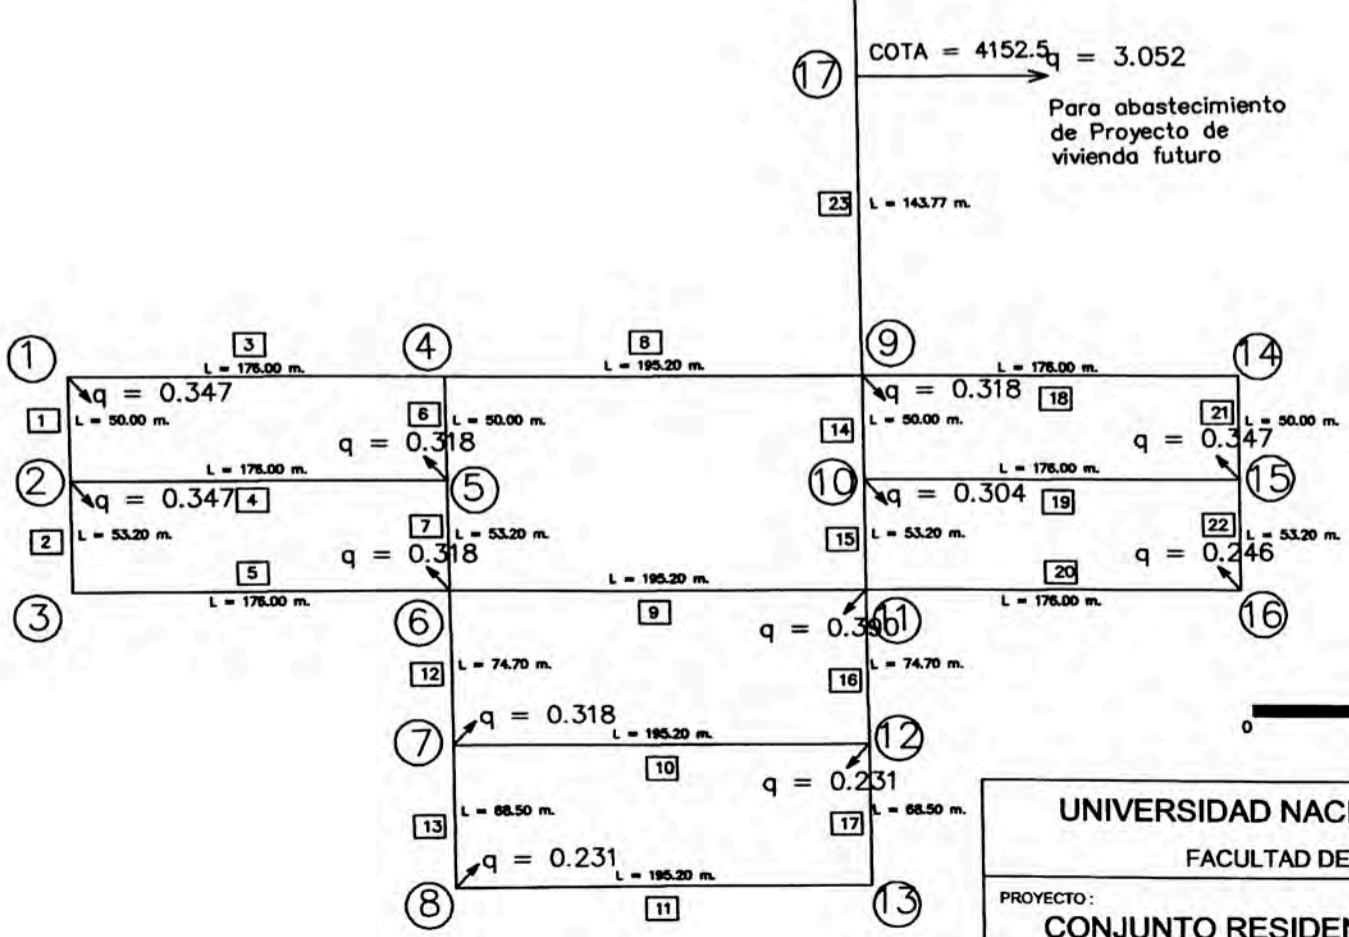 COTA = 4152.5
q = 3.052
17
Para abastecimiento
de Proyecto de
vivienda futuro
23
L = 143.77 m.
1
3
L = 176.00 m.
4
8
L = 195.20 m.
9
14
q = 0.347
q = 0.318
L = 176.00 m.
18
1
L = 50.00 m.
6
L = 50.00 m.
14
L = 50.00 m.
21
L = 50.00 m.
q = 0.318
q = 0.347
2
L = 176.00 m.
5
10
L = 176.00 m.
15
q = 0.347
4
q = 0.304
19
2
L = 53.20 m.
7
L = 53.20 m.
15
L = 53.20 m.
22
L = 53.20 m.
q = 0.318
q = 0.246
5
L = 195.20 m.
20
3
L = 176.00 m.
6
9
11
L = 176.00 m.
16
q = 0.390
12
L = 74.70 m.
16
L = 74.70 m.
q = 0.318
7
L = 195.20 m.
12
0
10
q = 0.231
13
L = 68.50 m.
17
L = 68.50 m.
q = 0.231
8
L = 195.20 m.
13
11
UNIVERSIDAD NACI
FACULTAD DE
PROYECTO :
CONJUNTO RESIDEN